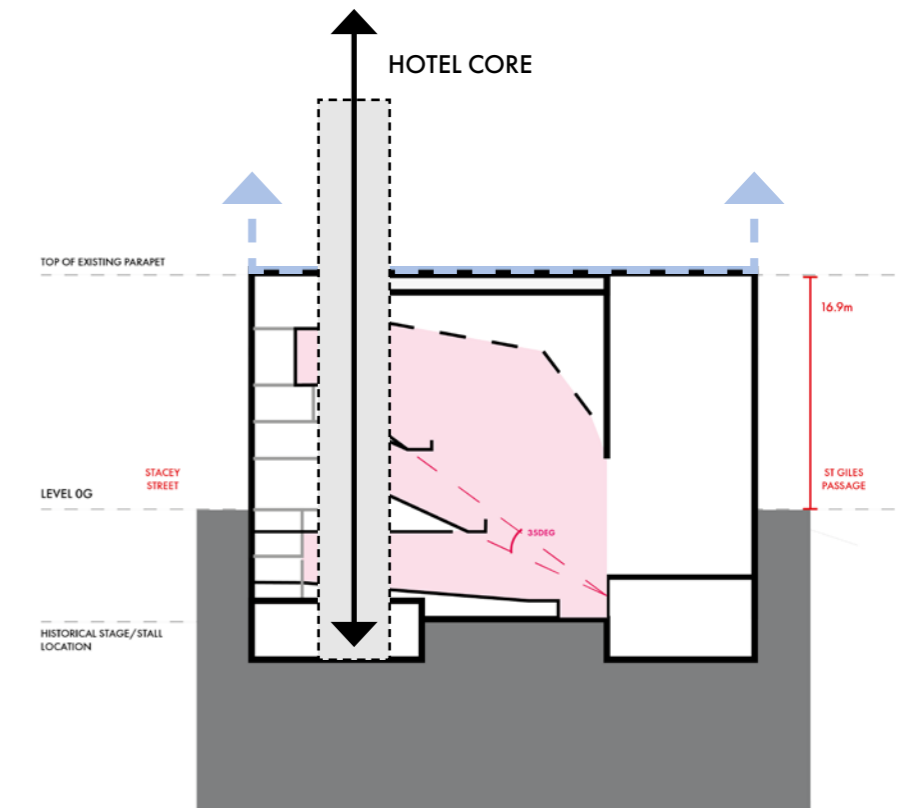 HOTEL CORE
TOP OF EXISTING PARAPET
16.9m
STACEY
STREET
ST GILES
PASSAGE
LEVEL 0G
35DEG
HISTORICAL STAGE/STALL
LOCATION